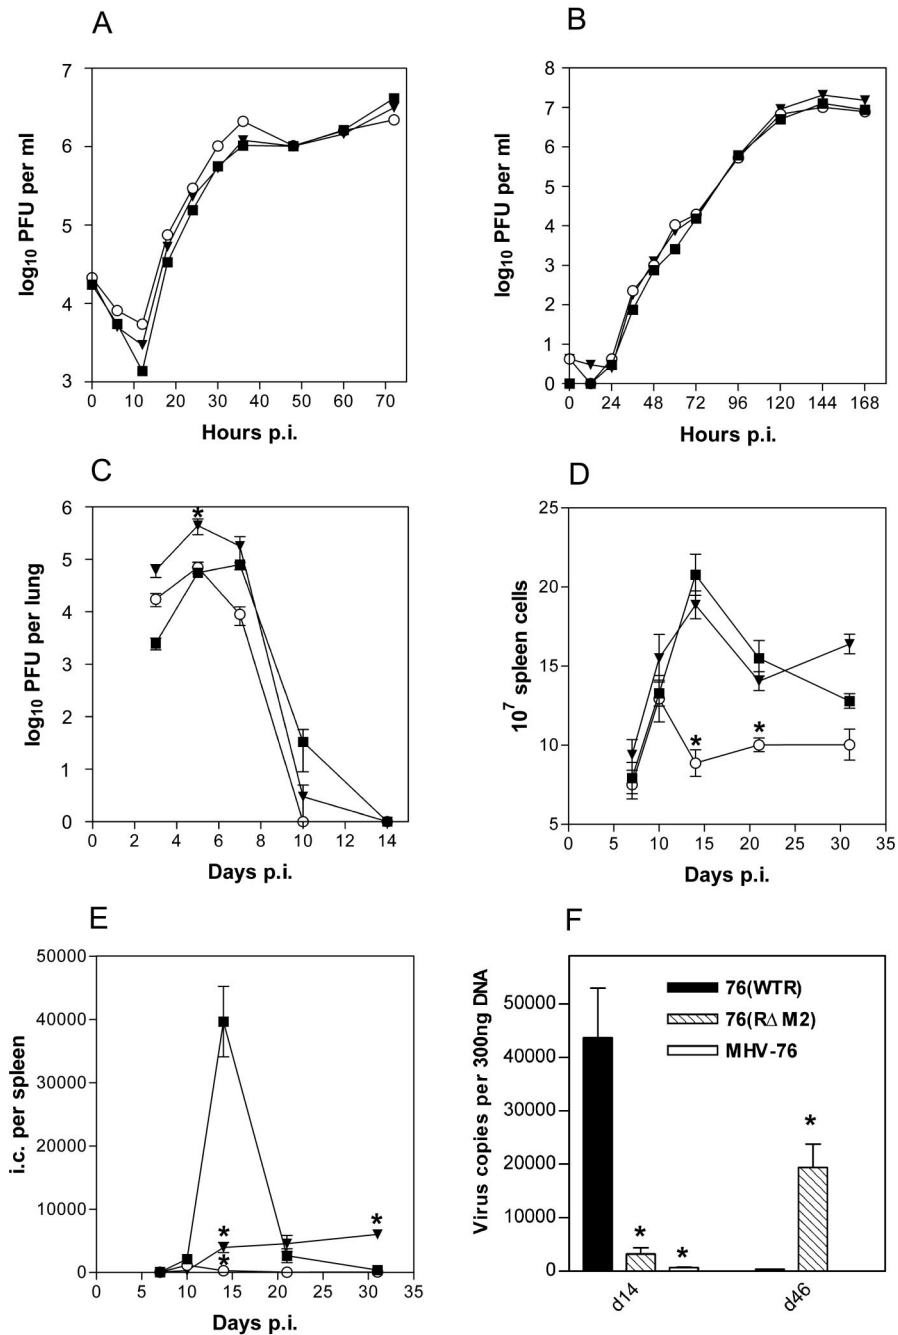 A
B
7
6
5
4
3
log10 PFU per ml
0 10 20 30 40 50 60 70
Hours p.i.
8
7
6
5
4
3
2
1
0
log10 PFU per ml
0 24 48 72 96 120 144 168
Hours p.i.
C
D
6
5
4
3
2
1
0
log10 PFU per lung
*
0 2 4 6 8 10 12 14
Days p.i.
25
20
15
10
5
10^7 spleen cells
* *
0 5 10 15 20 25 30 35
Days p.i.
E
F
50000
40000
30000
20000
10000
0
i.c. per spleen
* *
*
0 5 10 15 20 25 30 35
Days p.i.
50000
40000
30000
20000
10000
0
Virus copies per 300ng DNA
76(WTR)
76(RΔ M2)
MHV-76
* * *
d14 d46